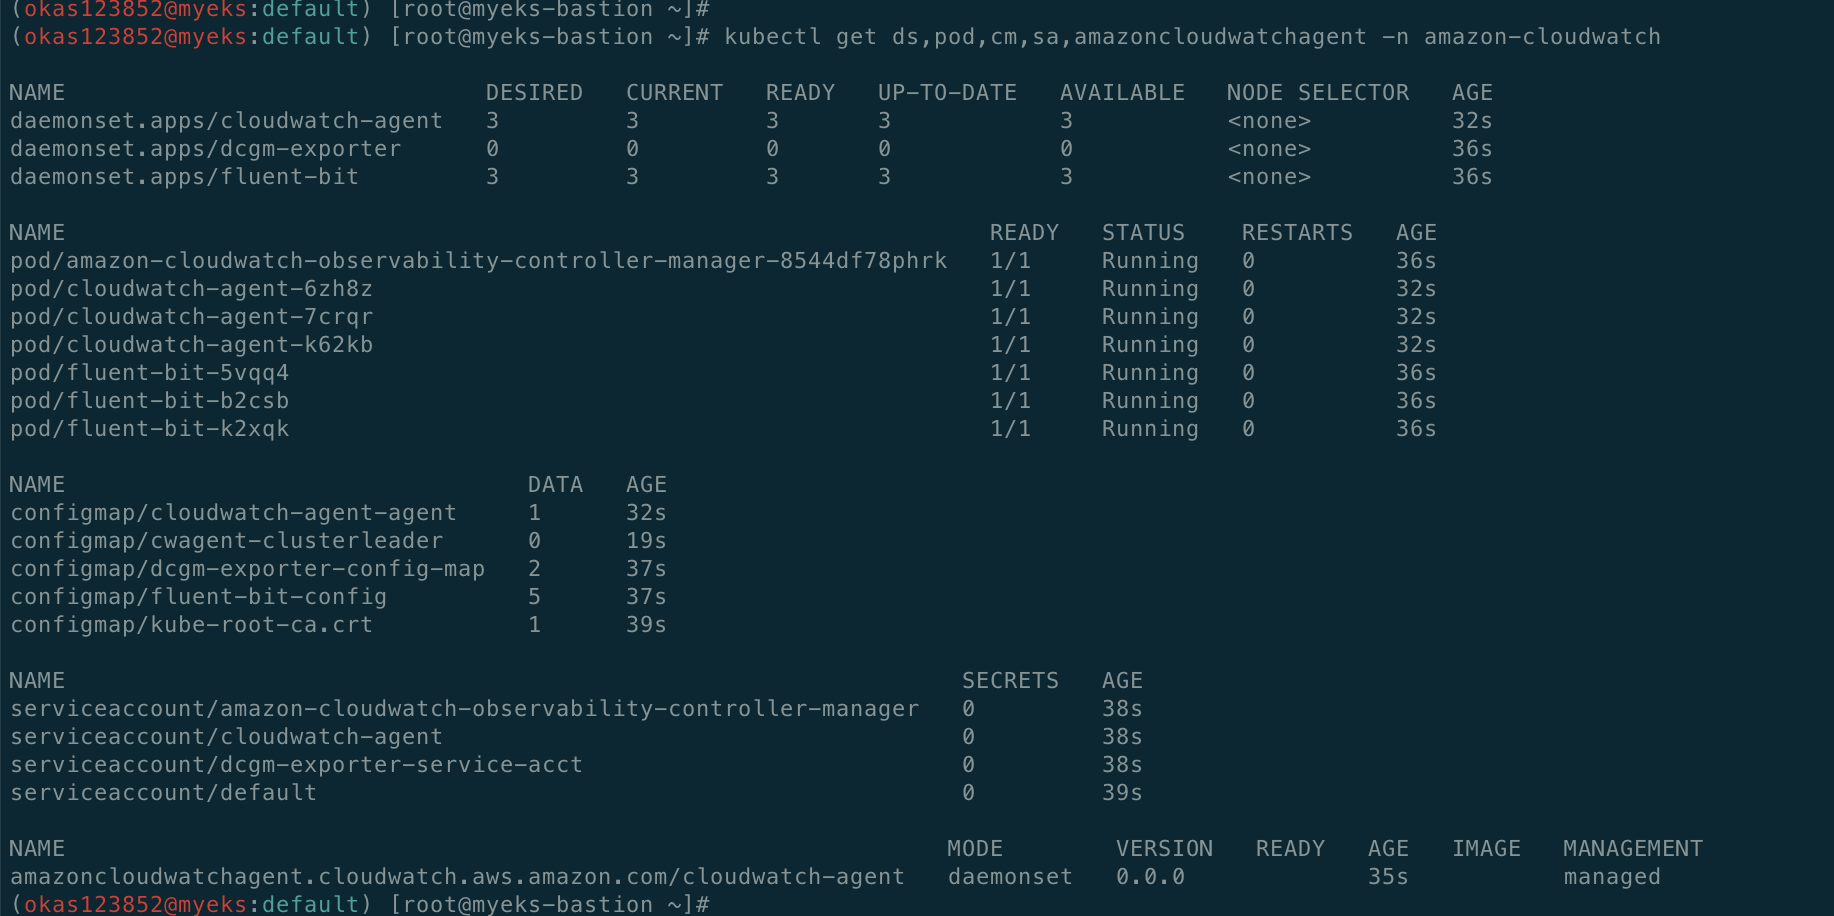 (okas123852@myeks:default) [root@myeks-bastion ~]#
(okas123852@myeks:default) [root@myeks-bastion ~]# kubectl get ds,pod,cm,sa,amazoncloudwatchagent -n amazon-cloudwatch
NAME DESIRED CURRENT READY UP-TO-DATE AVAILABLE NODE SELECTOR AGE
daemonset.apps/cloudwatch-agent 3 3 3 3 3 <none> 32s
daemonset.apps/dcgm-exporter 0 0 0 0 0 <none> 36s
daemonset.apps/fluent-bit 3 3 3 3 3 <none> 36s
NAME READY STATUS RESTARTS AGE
pod/amazon-cloudwatch-observability-controller-manager-8544df78phrk 1/1 Running 0 36s
pod/cloudwatch-agent-6zh8z 1/1 Running 0 32s
pod/cloudwatch-agent-7crqr 1/1 Running 0 32s
pod/cloudwatch-agent-k62kb 1/1 Running 0 32s
pod/fluent-bit-5vqq4 1/1 Running 0 36s
pod/fluent-bit-b2csb 1/1 Running 0 36s
pod/fluent-bit-k2xqk 1/1 Running 0 36s
NAME DATA AGE
configmap/cloudwatch-agent-agent 1 32s
configmap/cwagent-clusterleader 0 19s
configmap/dcgm-exporter-config-map 2 37s
configmap/fluent-bit-config 5 37s
configmap/kube-root-ca.crt 1 39s
NAME SECRETS AGE
serviceaccount/amazon-cloudwatch-observability-controller-manager 0 38s
serviceaccount/cloudwatch-agent 0 38s
serviceaccount/dcgm-exporter-service-acct 0 38s
serviceaccount/default 0 39s
NAME MODE VERSION READY AGE IMAGE MANAGEMENT
amazoncloudwatchagent.cloudwatch.aws.amazon.com/cloudwatch-agent daemonset 0.0.0 35s managed
(okas123852@myeks:default) [root@myeks-bastion ~]#